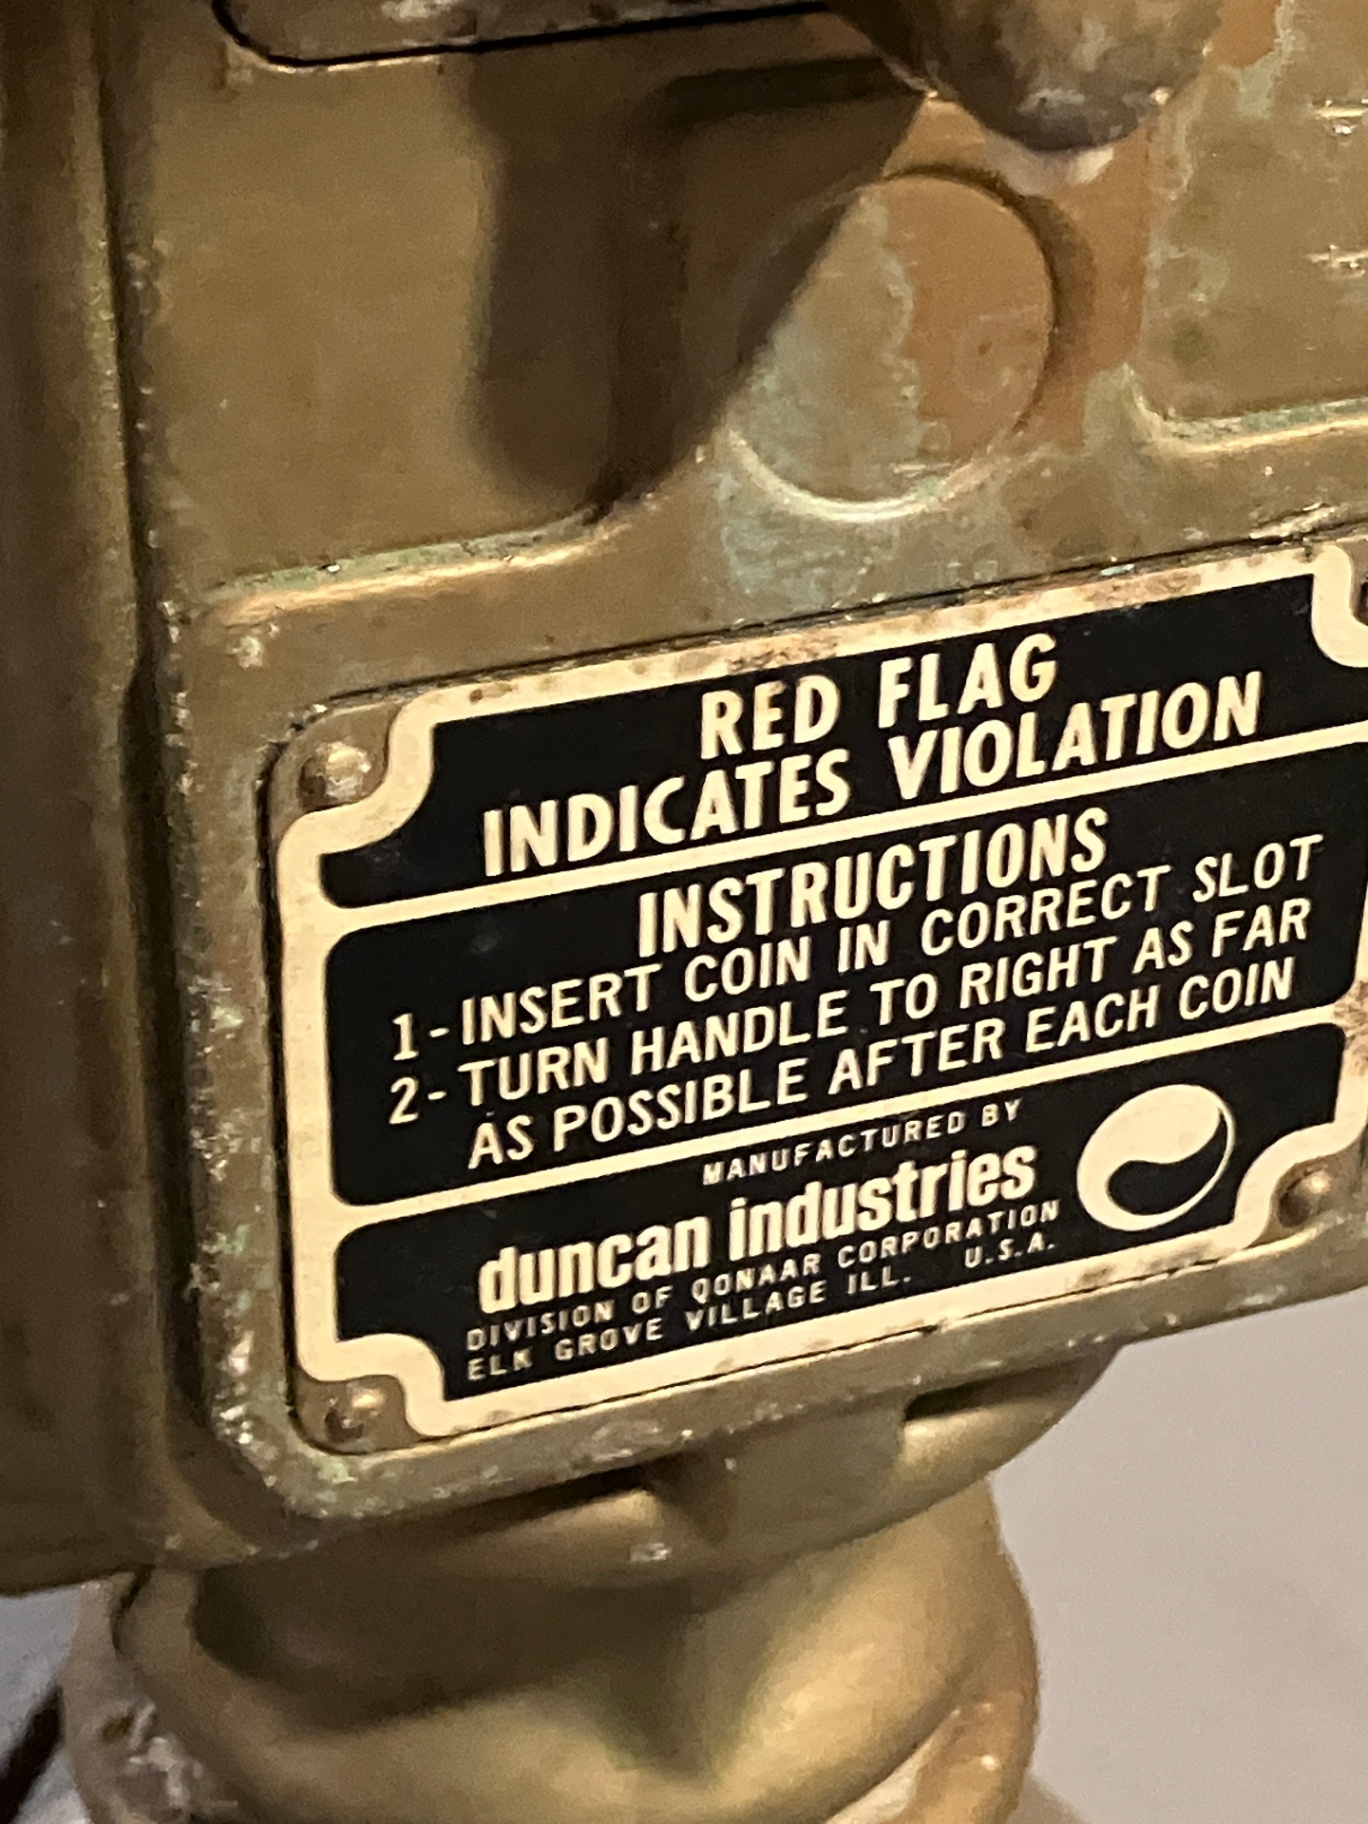 RED FLAG
INDICATES VIOLATION
INSTRUCTIONS
1-INSERT COIN IN CORRECT SLOT
2-TURN HANDLE TO RIGHT AS FAR
AS POSSIBLE AFTER EACH COIN
MANUFACTURED BY
duncan industries
DIVISION OF QONAAR CORPORATION
ELK GROVE VILLAGE ILL. U.S.A.